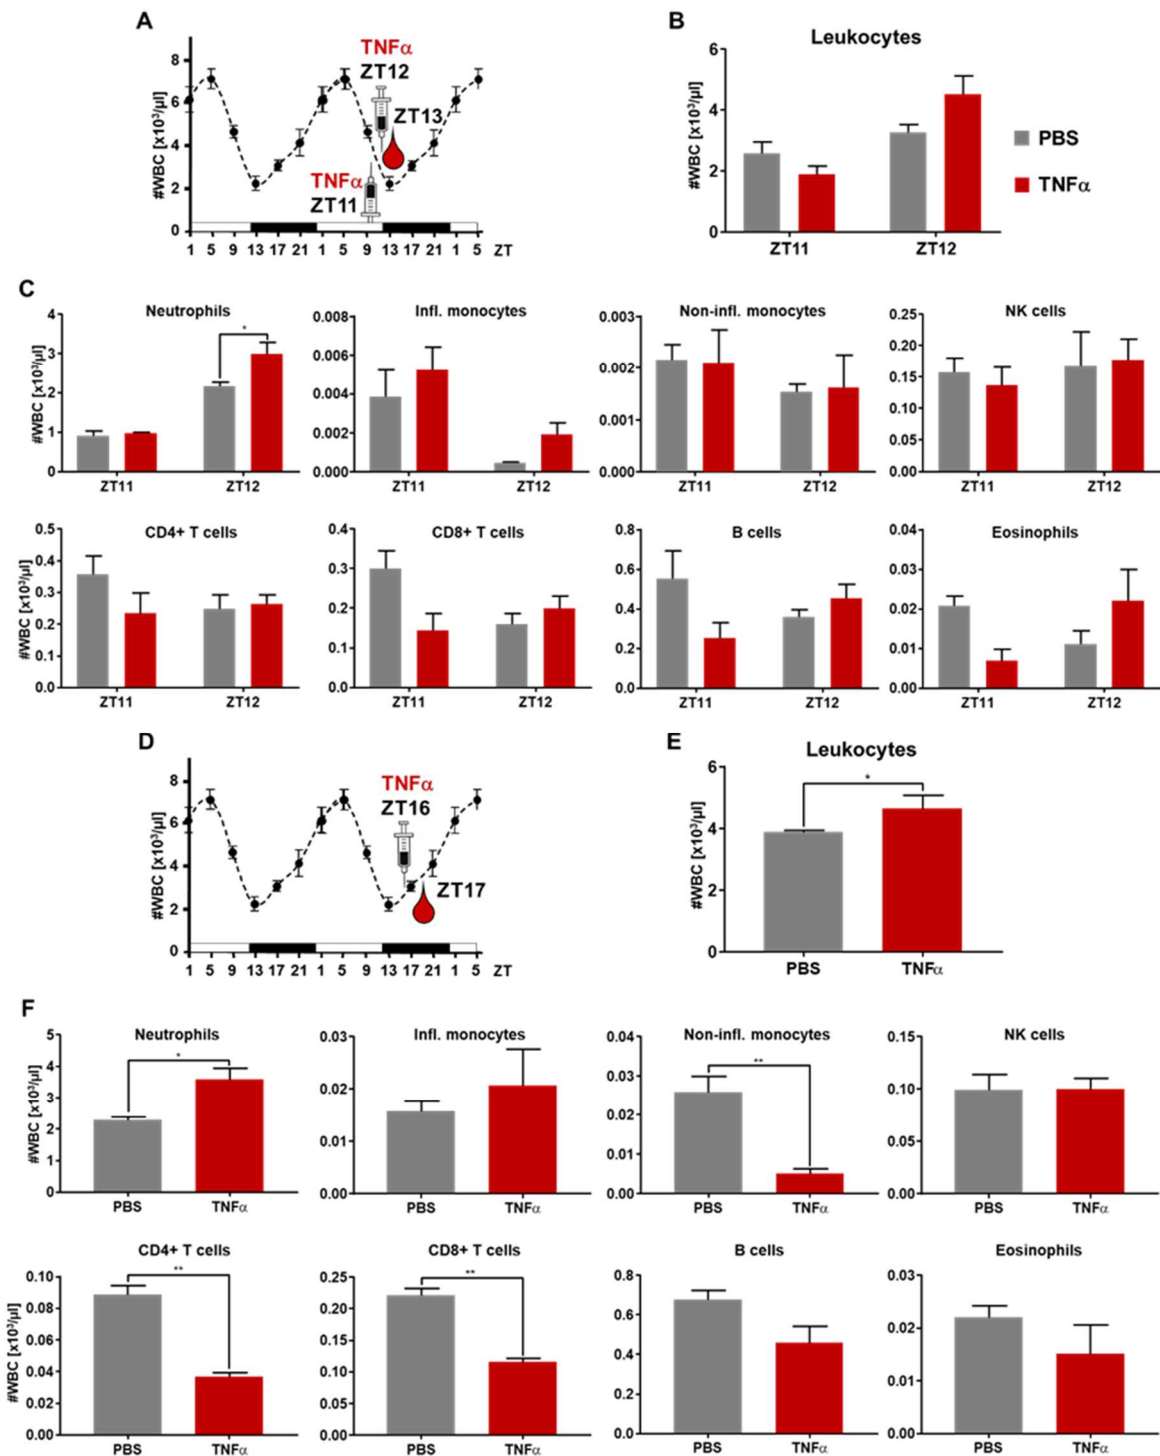 A
#WBC [x10³/µl]
8
6
4
2
0
TNFα
ZT12
ZT13
TNFα
ZT11
1 5 9 13 17 21 1 5 9 13 17 21 1 5 ZT
B
Leukocytes
#WBC [x10³/µl]
6
4
2
0
ZT11 ZT12
PBS
TNFα
C
Neutrophils
#WBC [x10³/µl]
4
3
2
1
0
*
ZT11 ZT12
Infl. monocytes
0.008
0.006
0.004
0.002
0.000
ZT11 ZT12
Non-infl. monocytes
0.003
0.002
0.001
0.000
ZT11 ZT12
NK cells
0.25
0.20
0.15
0.10
0.05
0.00
ZT11 ZT12
CD4+ T cells
#WBC [x10³/µl]
0.5
0.4
0.3
0.2
0.1
0.0
ZT11 ZT12
CD8+ T cells
0.4
0.3
0.2
0.1
0.0
ZT11 ZT12
B cells
0.8
0.6
0.4
0.2
0.0
ZT11 ZT12
Eosinophils
0.04
0.03
0.02
0.01
0.00
ZT11 ZT12
D
#WBC [x10³/µl]
8
6
4
2
0
TNFα
ZT16
ZT17
1 5 9 13 17 21 1 5 9 13 17 21 1 5 ZT
E
Leukocytes
#WBC [x10³/µl]
6
4
2
0
*
PBS TNFα
F
Neutrophils
#WBC [x10³/µl]
5
4
3
2
1
0
*
PBS TNFα
Infl. monocytes
0.03
0.02
0.01
0.00
PBS TNFα
Non-infl. monocytes
0.04
0.03
0.02
0.01
0.00
**
PBS TNFα
NK cells
0.15
0.10
0.05
0.00
PBS TNFα
CD4+ T cells
#WBC [x10³/µl]
0.10
0.08
0.06
0.04
0.02
0.00
**
PBS TNFα
CD8+ T cells
0.25
0.20
0.15
0.10
0.05
0.00
**
PBS TNFα
B cells
0.8
0.6
0.4
0.2
0.0
PBS TNFα
Eosinophils
0.03
0.02
0.01
0.00
PBS TNFα